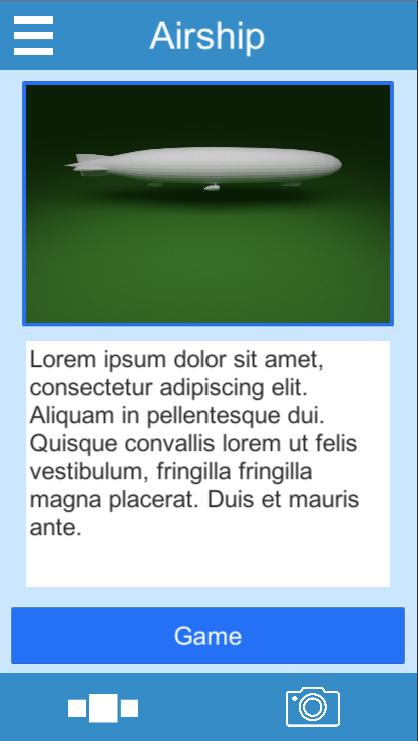 Airship
Lorem ipsum dolor sit amet,
consectetur adipiscing elit.
Aliquam in pellentesque dui.
Quisque convallis lorem ut felis
vestibulum, fringilla fringilla
magna placerat. Duis et mauris
ante.
Game